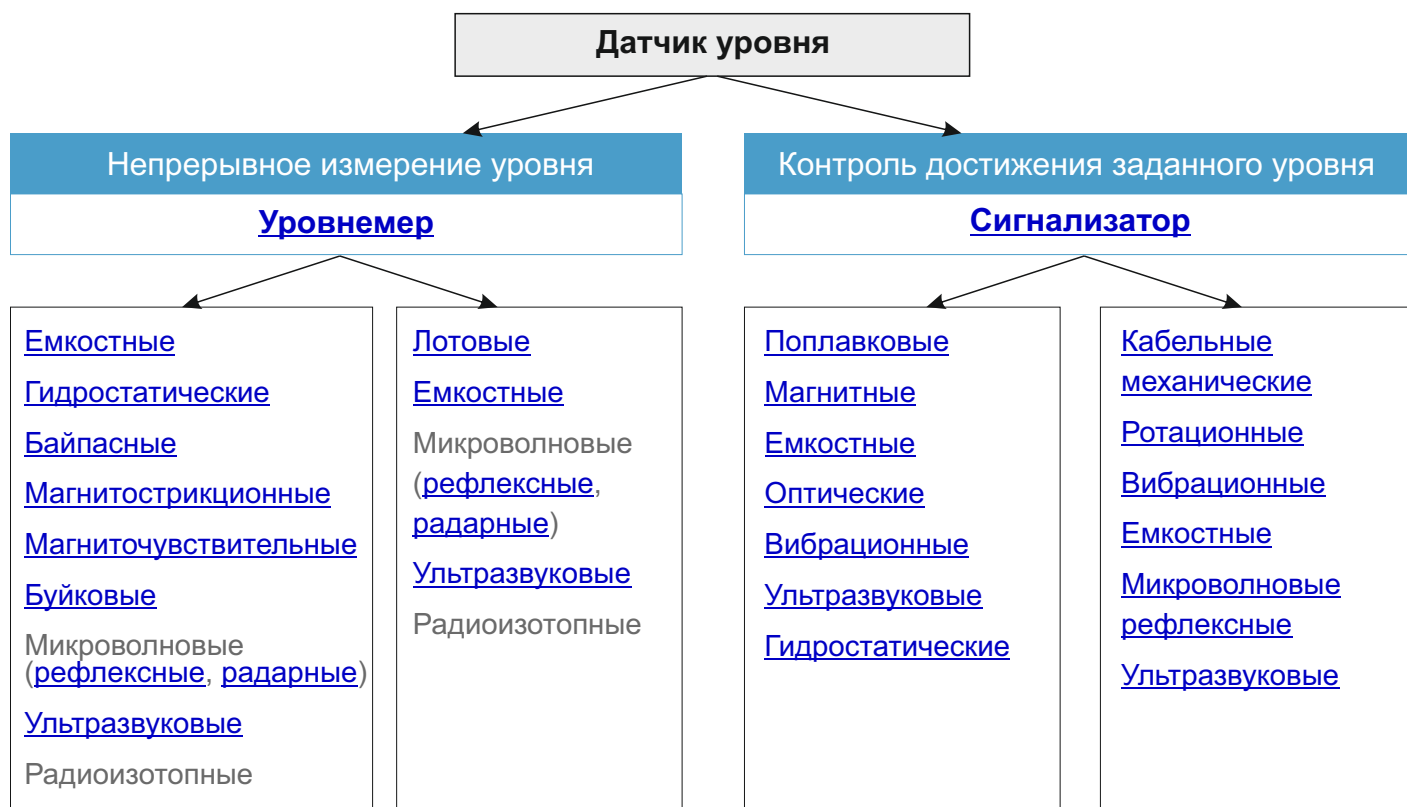 Датчик уровня
Непрерывное измерение уровня
Уровнемер
Емкостные
Гидростатические
Байпасные
Магнитострикционные
Магниточувствительные
Буйковые
Микроволновые
(рефлексные, радарные)
Ультразвуковые
Радиоизотопные
Лотовые
Емкостные
Микроволновые
(рефлексные,
радарные)
Ультразвуковые
Радиоизотопные
Контроль достижения заданного уровня
Сигнализатор
Поплавковые
Магнитные
Емкостные
Оптические
Вибрационные
Ультразвуковые
Гидростатические
Кабельные
механические
Ротационные
Вибрационные
Емкостные
Микроволновые
рефлексные
Ультразвуковые